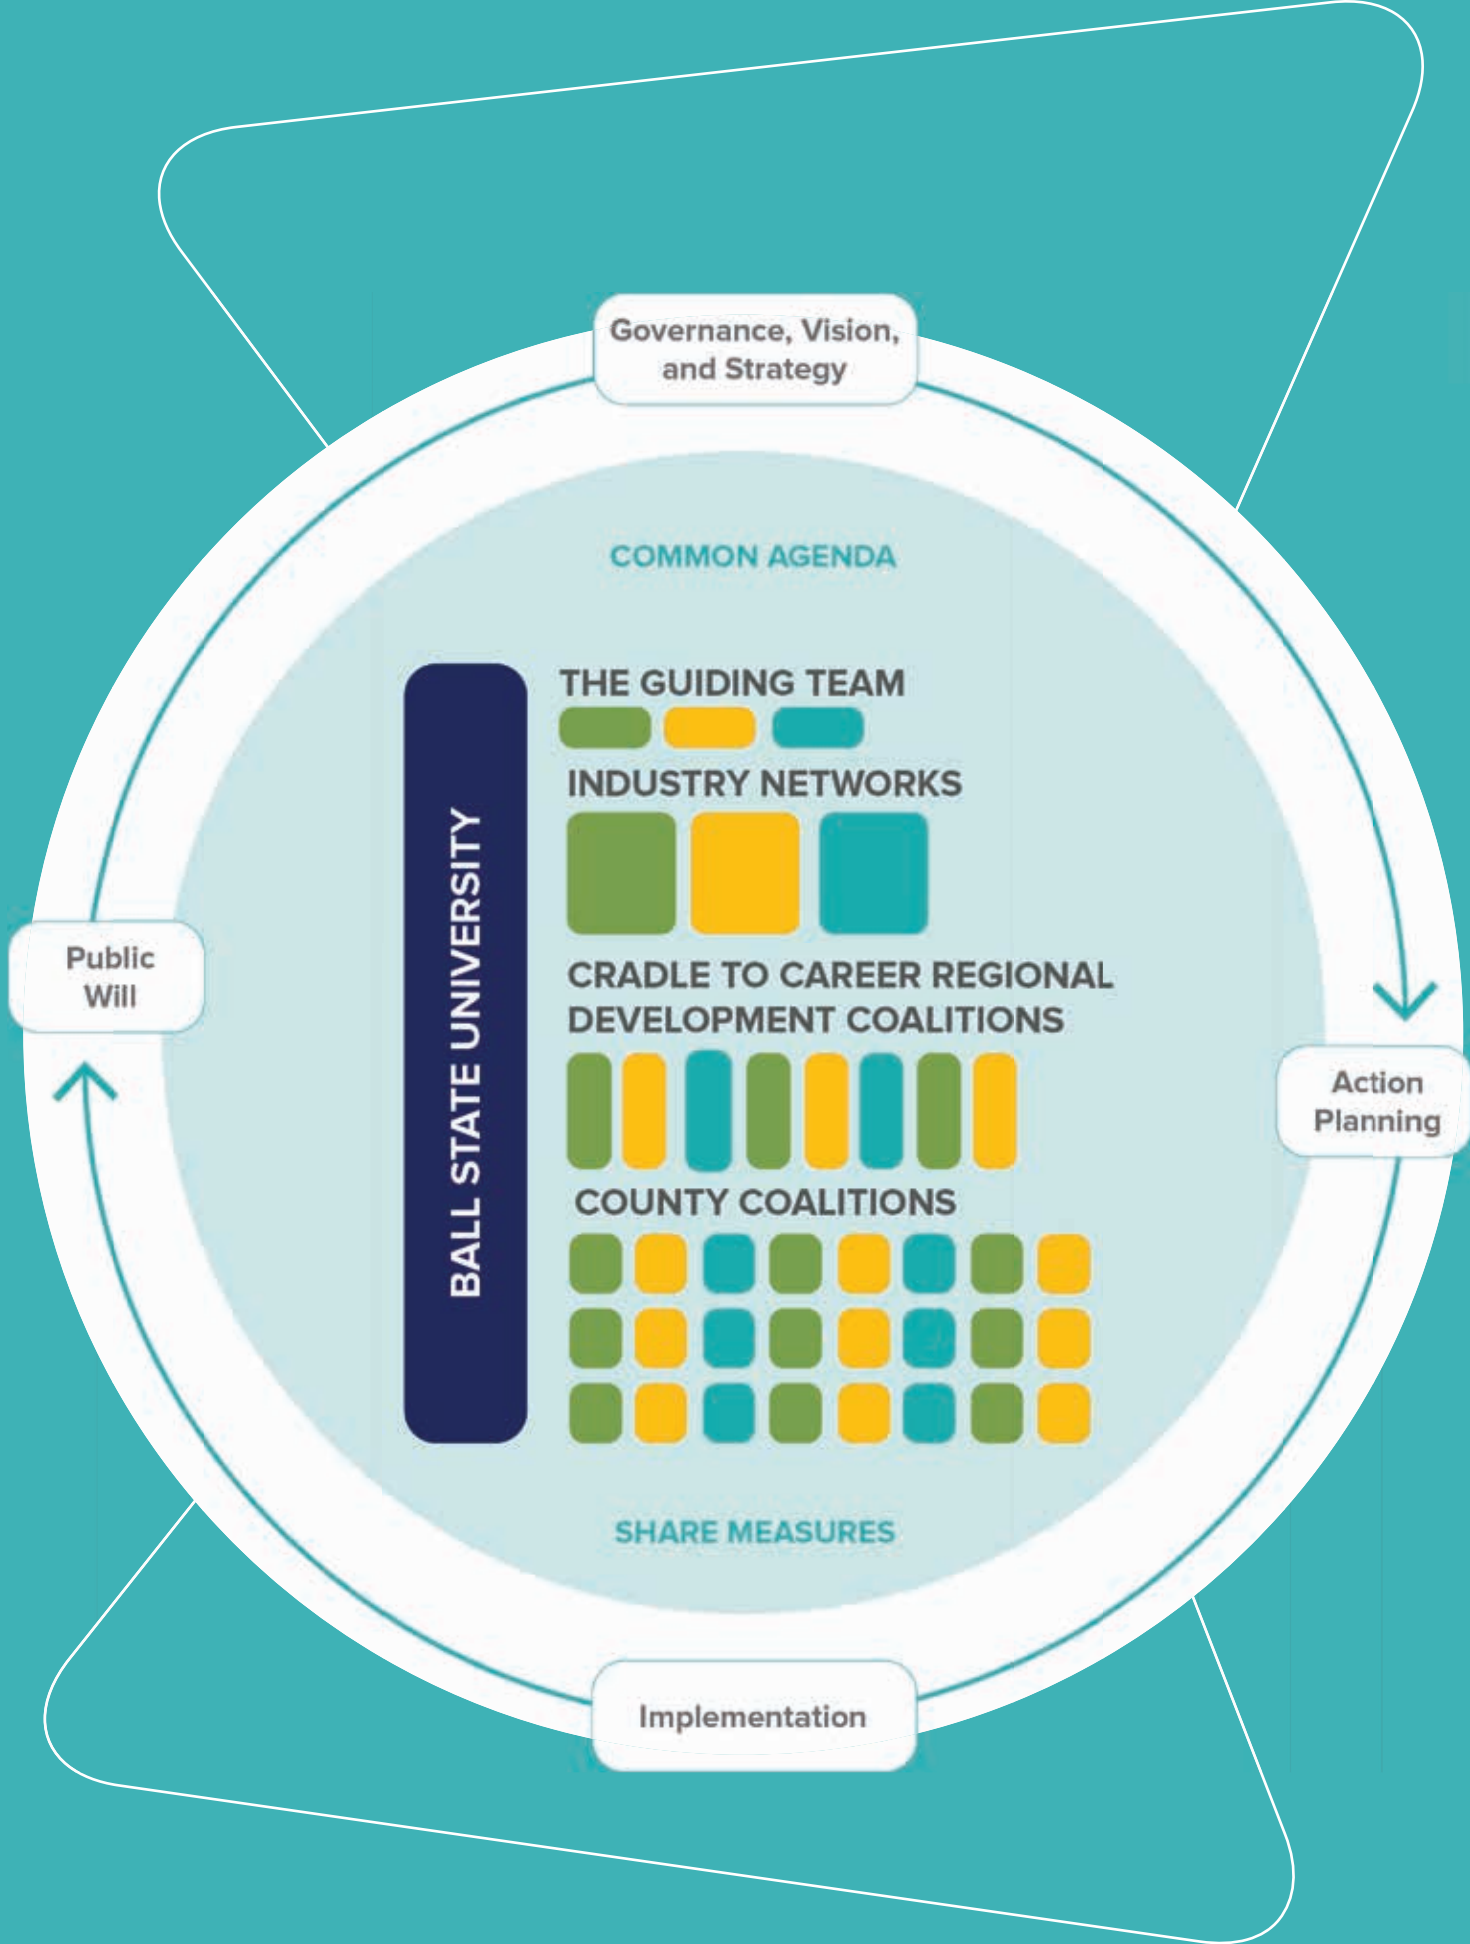 Governance, Vision,
and Strategy
COMMON AGENDA
THE GUIDING TEAM
INDUSTRY NETWORKS
CRADLE TO CAREER REGIONAL
DEVELOPMENT COALITIONS
COUNTY COALITIONS
BALL STATE UNIVERSITY
Public
Will
Action
Planning
SHARE MEASURES
Implementation